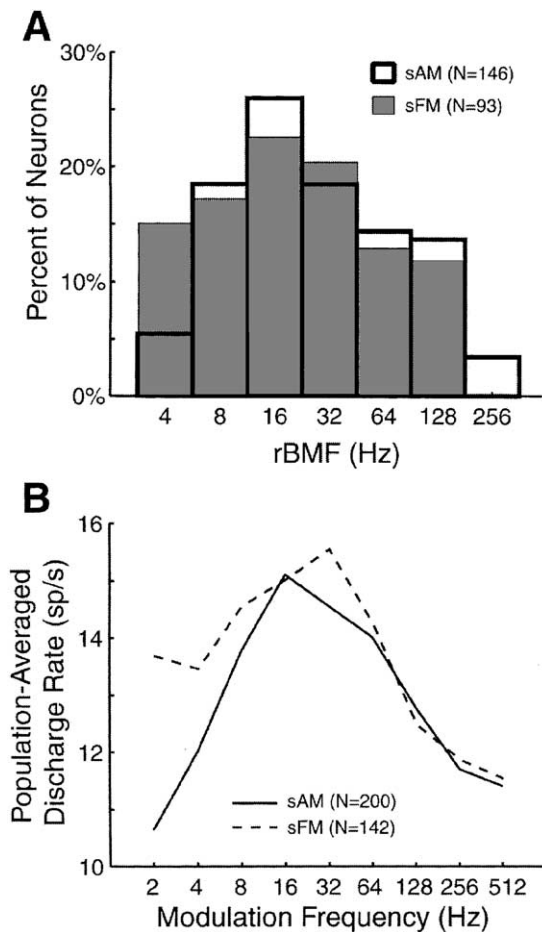 A
30%
20%
10%
0%
Percent of Neurons
sAM (N=146)
sFM (N=93)
4 8 16 32 64 128 256
rBMF (Hz)
B
16
14
12
10
Population-Averaged
Discharge Rate (sp/s)
sAM (N=200)
sFM (N=142)
2 4 8 16 32 64 128 256 512
Modulation Frequency (Hz)